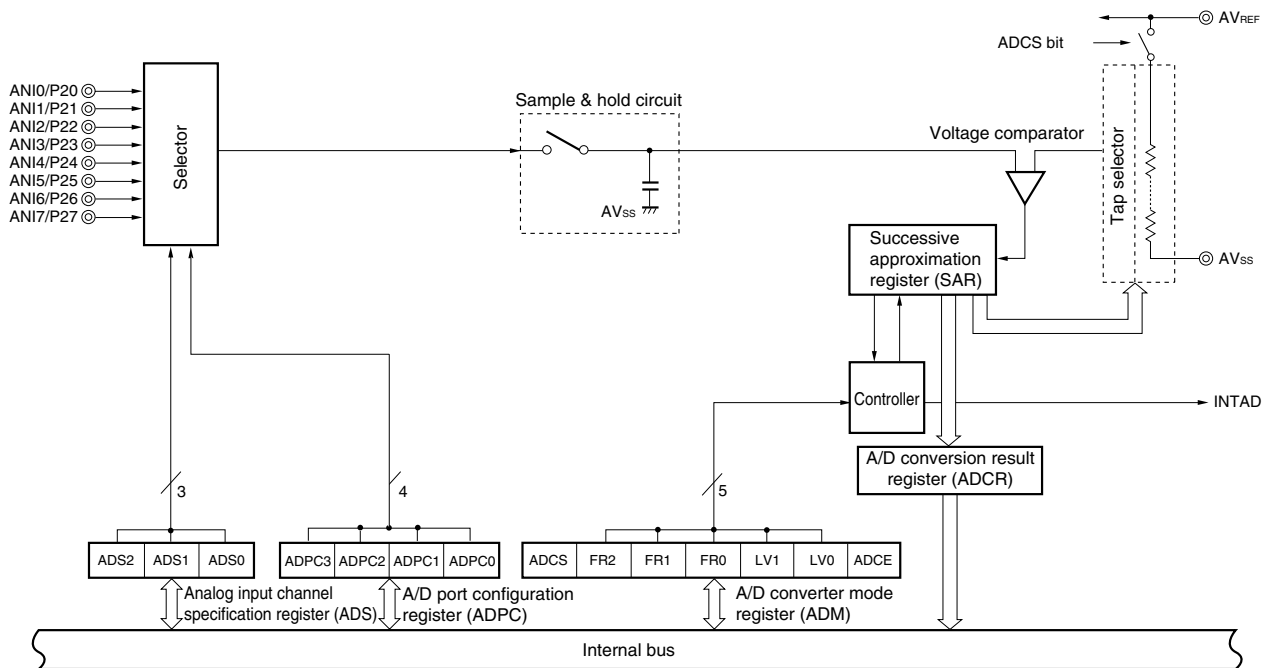 AVREF
ADCS bit
ANI0/P20
ANI1/P21
ANI2/P22
ANI3/P23
ANI4/P24
ANI5/P25
ANI6/P26
ANI7/P27
Selector
Sample & hold circuit
AVSS
Voltage comparator
Tap selector
AVSS
Successive
approximation
register (SAR)
Controller
INTAD
A/D conversion result
register (ADCR)
3
4
5
ADS2 ADS1 ADS0
ADPC3 ADPC2 ADPC1 ADPC0
ADCS FR2 FR1 FR0 LV1 LV0 ADCE
Analog input channel
specification register (ADS)
A/D port configuration
register (ADPC)
A/D converter mode
register (ADM)
Internal bus